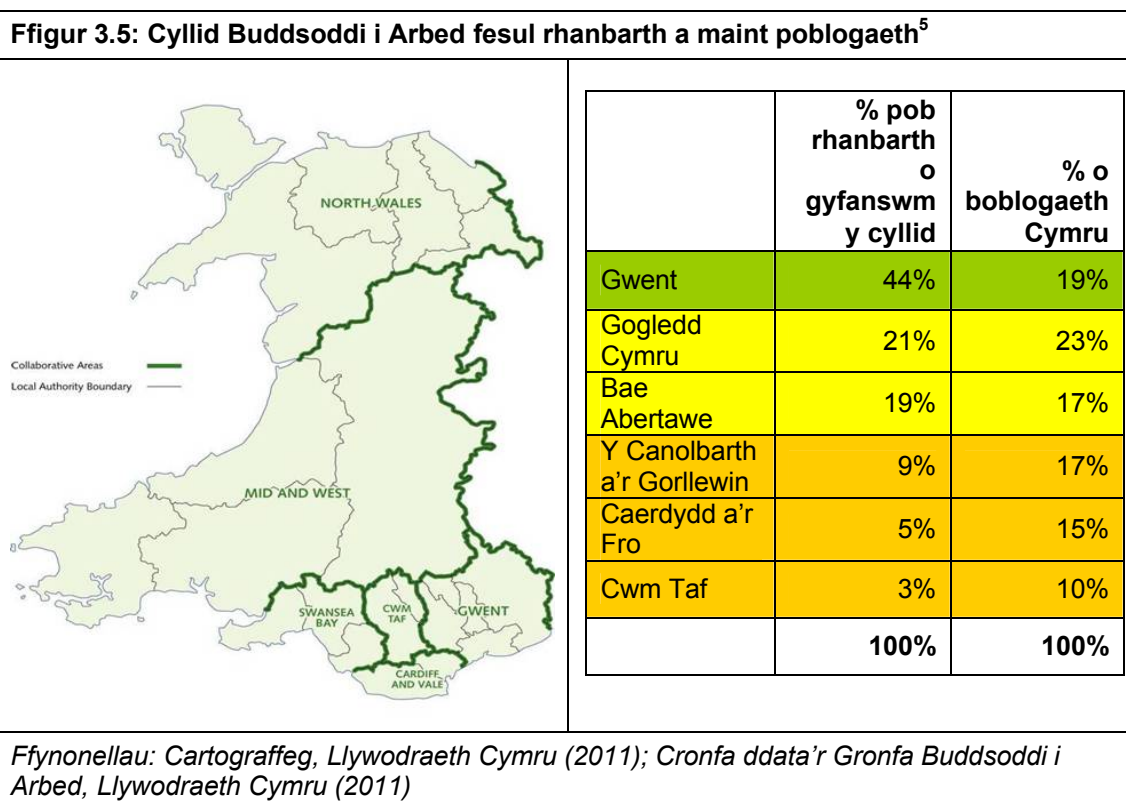 Ffigur 3.5: Cyllid Buddsoddi i Arbed fesul rhanbarth a maint poblogaeth5
NORTH WALES
Collaborative Areas
Local Authority Boundary
MID AND WEST
SWANSEA
BAY
CWM
TAF
GWENT
CARDIFF
AND VALE
% pob
rhanbarth
o
gyfanswm
y cyllid
% o
boblogaeth
Cymru
Gwent 44% 19%
Gogledd
Cymru 21% 23%
Bae
Abertawe 19% 17%
Y Canolbarth
a'r Gorllewin 9% 17%
Caerdydd a'r
Fro 5% 15%
Cwm Taf 3% 10%
100% 100%
Ffynonellau: Cartograffeg, Llywodraeth Cymru (2011); Cronfa ddata'r Gronfa Buddsoddi i
Arbed, Llywodraeth Cymru (2011)